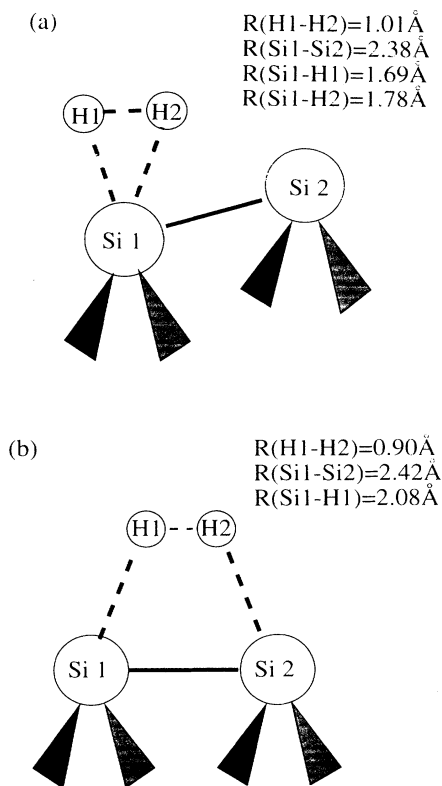 (a)
R(H1-H2)=1.01Å
R(Si1-Si2)=2.38Å
R(Si1-H1)=1.69Å
R(Si1-H2)=1.78Å
H1
H2
Si 1
Si 2
(b)
R(H1-H2)=0.90Å
R(Si1-Si2)=2.42Å
R(Si1-H1)=2.08Å
H1
H2
Si 1
Si 2